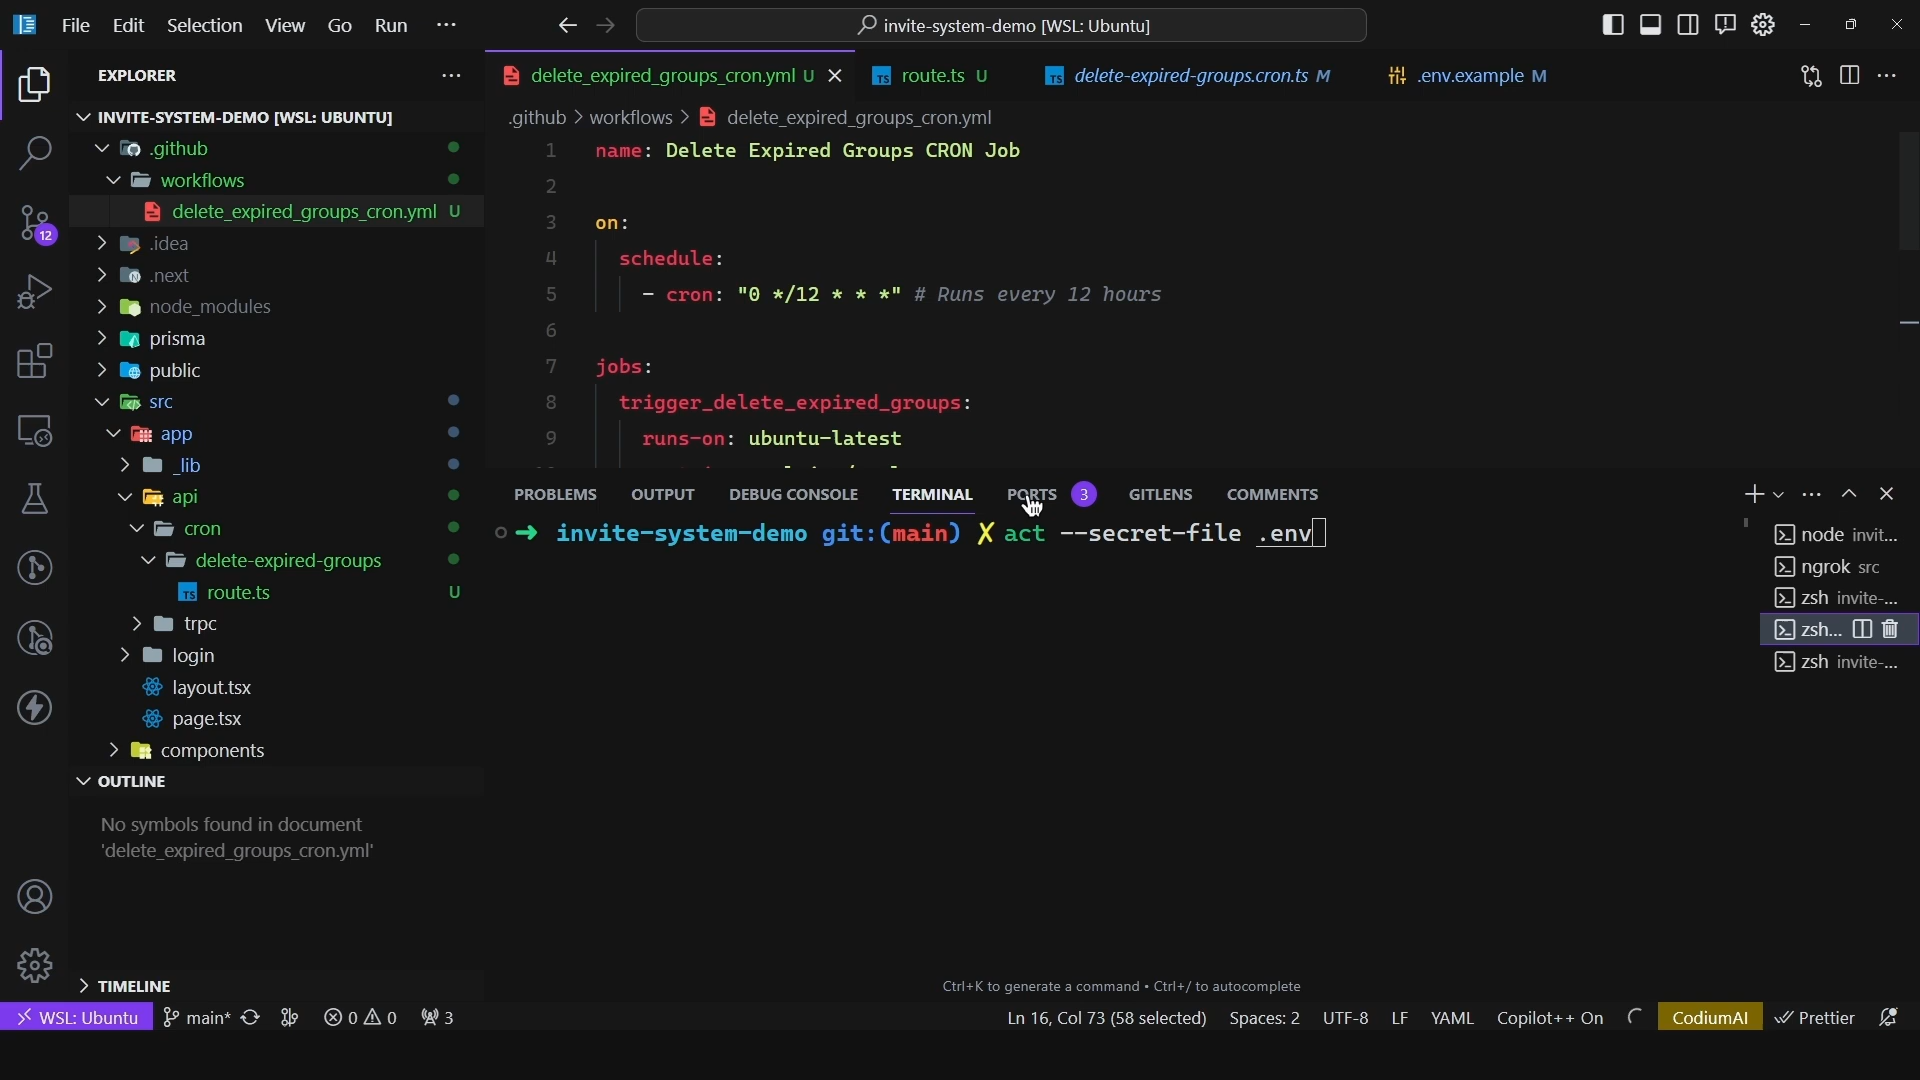 File Edit Selection View Go Run ···
invite-system-demo [WSL: Ubuntu]
EXPLORER
INVITE-SYSTEM-DEMO [WSL: UBUNTU]
.github
workflows
delete_expired_groups_cron.yml U
.idea
.next
node_modules
prisma
public
src
app
_lib
api
cron
delete-expired-groups
route.ts U
trpc
login
layout.tsx
page.tsx
components
OUTLINE
No symbols found in document
'delete_expired_groups_cron.yml'
TIMELINE
12
delete_expired_groups_cron.yml U
route.ts U
delete-expired-groups.cron.ts M
.env.example M
.github > workflows > delete_expired_groups_cron.yml
1 name: Delete Expired Groups CRON Job
2
3 on:
4 schedule:
5 - cron: "0 */12 * * *" # Runs every 12 hours
6
7 jobs:
8 trigger_delete_expired_groups:
9 runs-on: ubuntu-latest
PROBLEMS OUTPUT DEBUG CONSOLE TERMINAL PORTS 3 GITLENS COMMENTS
➜ invite-system-demo git:(main) ✗ act --secret-file .env
node invit...
ngrok src
zsh invite-...
zsh...
zsh invite-...
Ctrl+K to generate a command • Ctrl+/ to autocomplete
WSL: Ubuntu main* 0 0 3
Ln 16, Col 73 (58 selected) Spaces: 2 UTF-8 LF YAML Copilot++ On CodiumAI Prettier